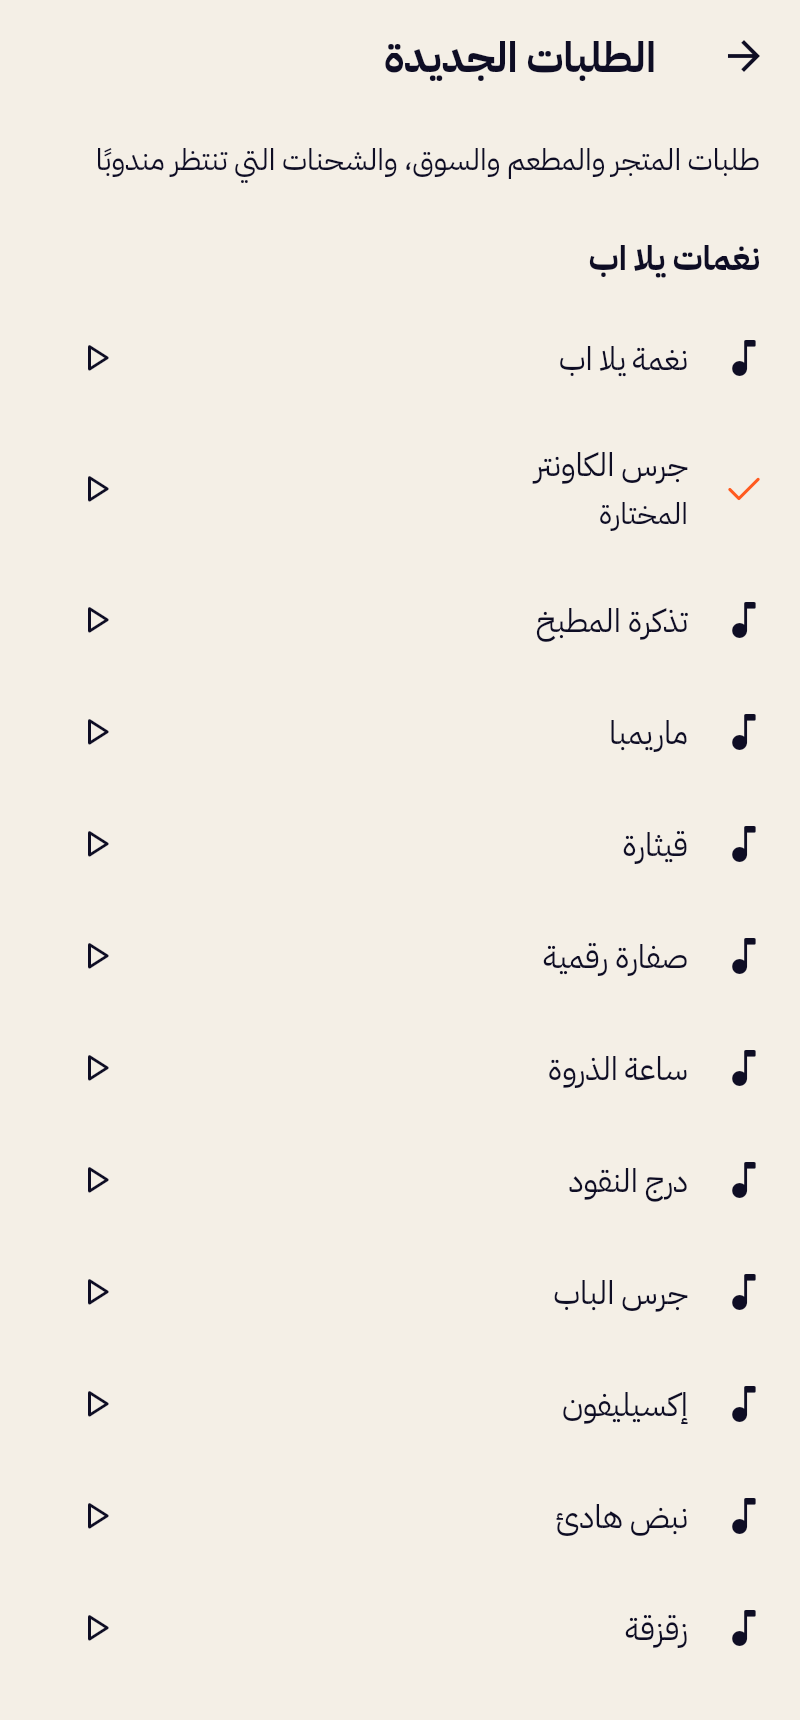 الطلبات الجديدة
طلبات المتجر والمطعم والسوق، والشحنات التي تنتظر مندوبًا
نغمات يلا اب
نغمة يلا اب
جرس الكاونتر
المختارة
تذكرة المطبخ
ماريمبا
قيثارة
صفارة رقمية
ساعة الذروة
درج النقود
جرس الباب
إكسيليفون
نبض هادئ
زقزقة